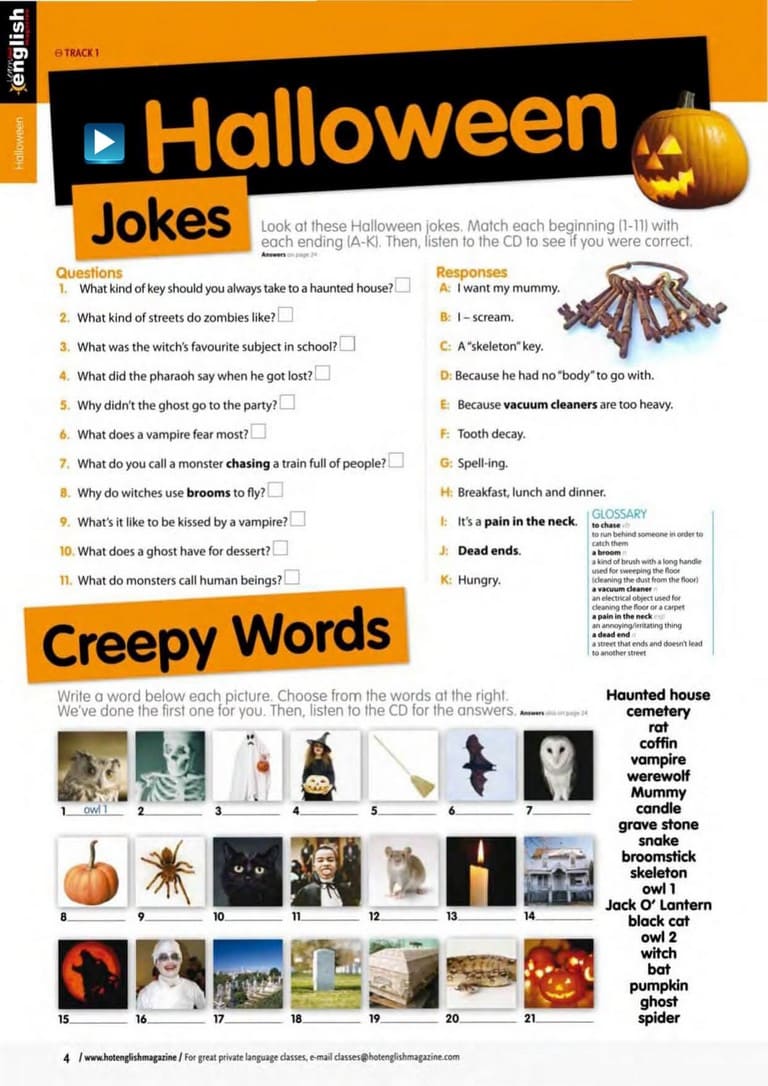 Learn hot
english
magazine
Halloween
TRACK 1
Halloween
Jokes
Look at these Halloween jokes. Match each beginning (1-11) with
each ending (A-K). Then, listen to the CD to see if you were correct.
Answers on page 24
Questions
1. What kind of key should you always take to a haunted house?
2. What kind of streets do zombies like?
3. What was the witch's favourite subject in school?
4. What did the pharaoh say when he got lost?
5. Why didn't the ghost go to the party?
6. What does a vampire fear most?
7. What do you call a monster chasing a train full of people?
8. Why do witches use brooms to fly?
9. What's it like to be kissed by a vampire?
10. What does a ghost have for dessert?
11. What do monsters call human beings?
Responses
A: I want my mummy.
B: I – scream.
C: A "skeleton" key.
D: Because he had no "body" to go with.
E: Because vacuum cleaners are too heavy.
F: Tooth decay.
G: Spell-ing.
H: Breakfast, lunch and dinner.
I: It's a pain in the neck.
J: Dead ends.
K: Hungry.
GLOSSARY
to chase vb
to run behind someone in order to
catch them
a broom n
a kind of brush with a long handle
used for sweeping the floor
(cleaning the dust from the floor)
a vacuum cleaner n
an electrical object used for
cleaning the floor or a carpet
a pain in the neck exp
an annoying/irritating thing
a dead end n
a street that ends and doesn't lead
to another street
Creepy Words
Write a word below each picture. Choose from the words at the right.
We've done the first one for you. Then, listen to the CD for the answers. Answers also on page 24
1 owl 1
2
3
4
5
6
7
8
9
10
11
12
13
14
15
16
17
18
19
20
21
Haunted house
cemetery
rat
coffin
vampire
werewolf
Mummy
candle
grave stone
snake
broomstick
skeleton
owl 1
Jack O' Lantern
black cat
owl 2
witch
bat
pumpkin
ghost
spider
4 / www.hotenglishmagazine / For great private language classes, e-mail classes@hotenglishmagazine.com